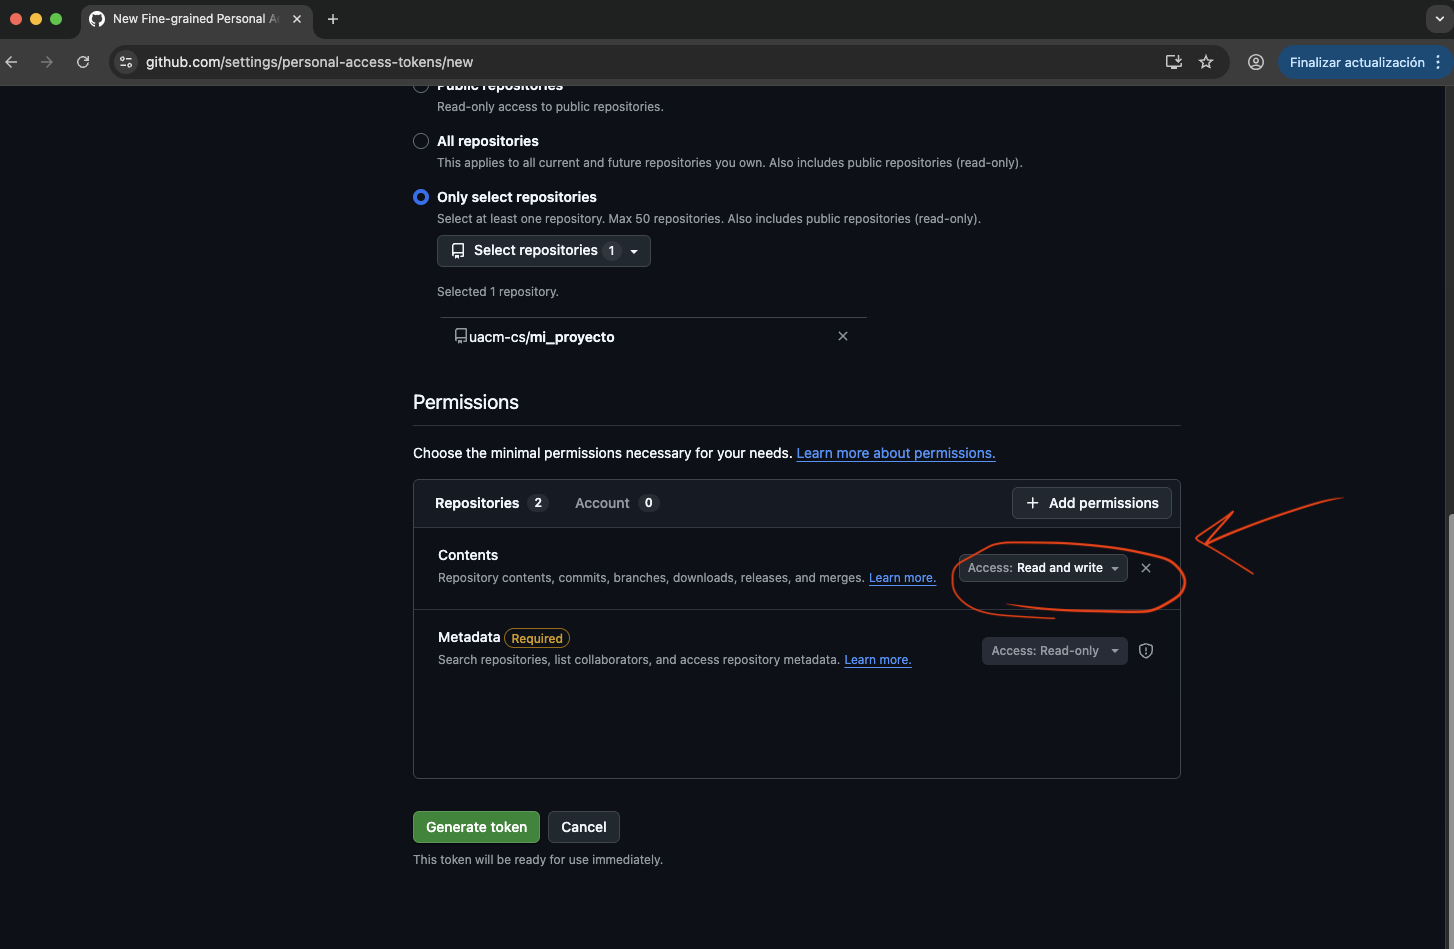 New Fine-grained Personal A
github.com/settings/personal-access-tokens/new
Finalizar actualización
Public repositories
Read-only access to public repositories.
All repositories
This applies to all current and future repositories you own. Also includes public repositories (read-only).
Only select repositories
Select at least one repository. Max 50 repositories. Also includes public repositories (read-only).
Select repositories 1
Selected 1 repository.
uacm-cs/mi_proyecto
Permissions
Choose the minimal permissions necessary for your needs. Learn more about permissions.
Repositories 2 Account 0 Add permissions
Contents
Repository contents, commits, branches, downloads, releases, and merges. Learn more.
Access: Read and write
Metadata Required
Search repositories, list collaborators, and access repository metadata. Learn more.
Access: Read-only
Generate token Cancel
This token will be ready for use immediately.